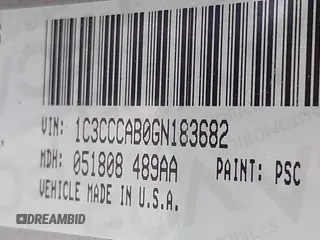 VIN: 1C3CCCAB0GN183682
MDH: 051808 489AA PAINT: PSC
VEHICLE MADE IN U.S.A.
DREAMBID